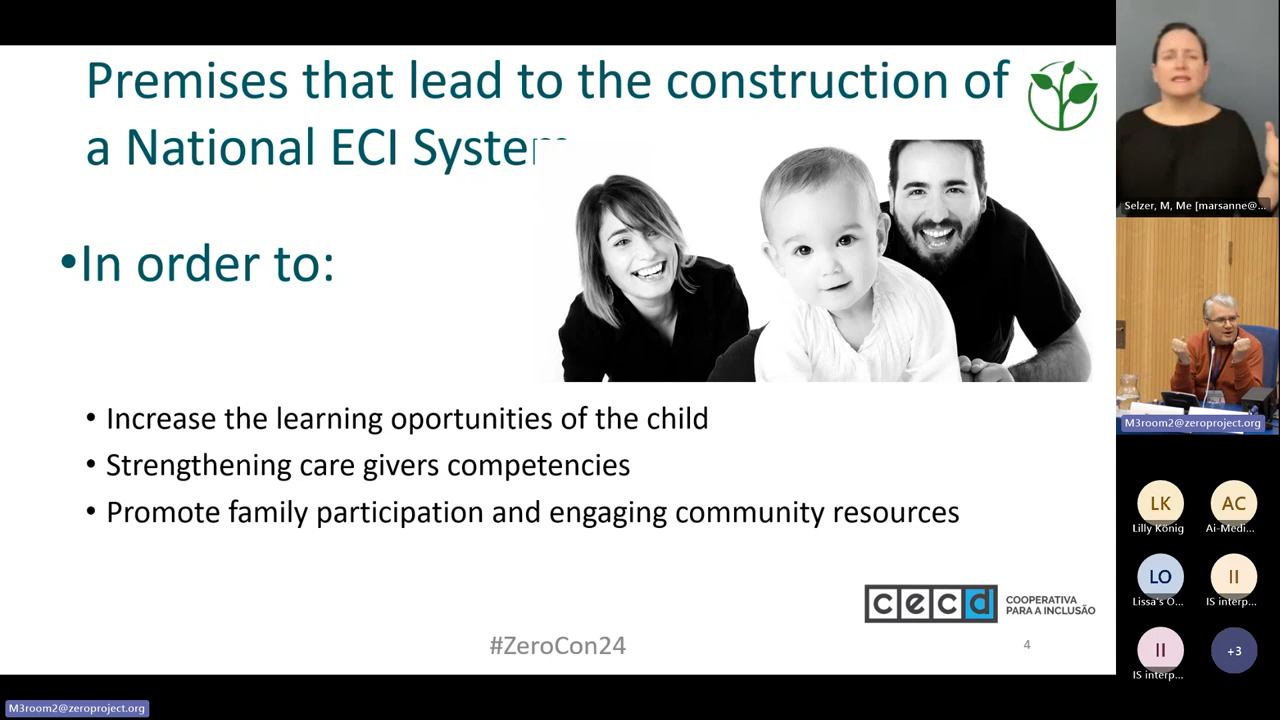 Premises that lead to the construction of
a National ECI System
•In order to:
• Increase the learning oportunities of the child
• Strengthening care givers competencies
• Promote family participation and engaging community resources
cecd
COOPERATIVA
PARA A INCLUSÃO
#ZeroCon24
4
M3room2@zeroproject.org
Selzer, M, Me [marsanne@...
M3room2@zeroproject.org
LK
Lilly König
AC
Ai-Medi...
LO
Lissa's O...
II
IS interp...
II
IS interp...
+3